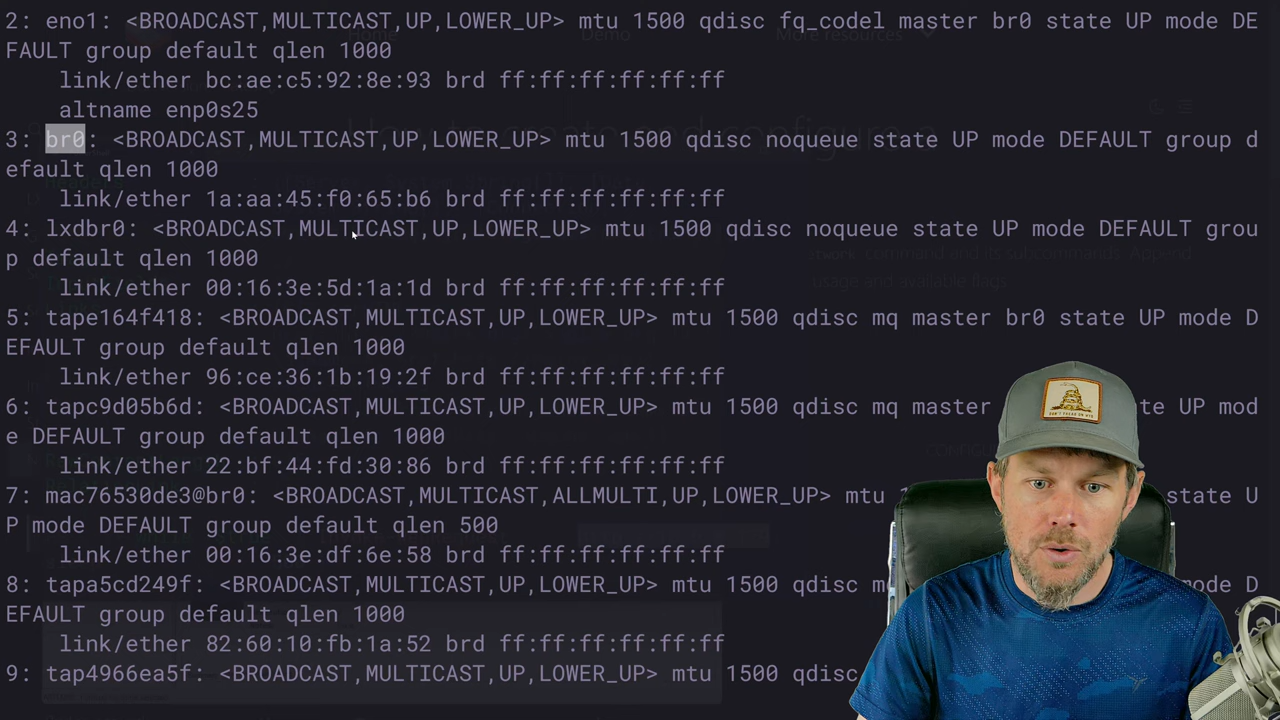 2: eno1: <BROADCAST,MULTICAST,UP,LOWER_UP> mtu 1500 qdisc fq_codel master br0 state UP mode DE
FAULT group default qlen 1000
    link/ether bc:ae:c5:92:8e:93 brd ff:ff:ff:ff:ff:ff
    altname enp0s25
3: br0: <BROADCAST,MULTICAST,UP,LOWER_UP> mtu 1500 qdisc noqueue state UP mode DEFAULT group d
efault qlen 1000
    link/ether 1a:aa:45:f0:65:b6 brd ff:ff:ff:ff:ff:ff
4: lxdbr0: <BROADCAST,MULTICAST,UP,LOWER_UP> mtu 1500 qdisc noqueue state UP mode DEFAULT grou
p default qlen 1000
    link/ether 00:16:3e:5d:1a:1d brd ff:ff:ff:ff:ff:ff
5: tape164f418: <BROADCAST,MULTICAST,UP,LOWER_UP> mtu 1500 qdisc mq master br0 state UP mode D
EFAULT group default qlen 1000
    link/ether 96:ce:36:1b:19:2f brd ff:ff:ff:ff:ff:ff
6: tapc9d05b6d: <BROADCAST,MULTICAST,UP,LOWER_UP> mtu 1500 qdisc mq master te UP mod
e DEFAULT group default qlen 1000
    link/ether 22:bf:44:fd:30:86 brd ff:ff:ff:ff:ff:ff
7: mac76530de3@br0: <BROADCAST,MULTICAST,ALLMULTI,UP,LOWER_UP> mtu state U
P mode DEFAULT group default qlen 500
    link/ether 00:16:3e:df:6e:58 brd ff:ff:ff:ff:ff:ff
8: tapa5cd249f: <BROADCAST,MULTICAST,UP,LOWER_UP> mtu 1500 qdisc mode D
EFAULT group default qlen 1000
    link/ether 82:60:10:fb:1a:52 brd ff:ff:ff:ff:ff:ff
9: tap4966ea5f: <BROADCAST,MULTICAST,UP,LOWER_UP> mtu 1500 qdisc